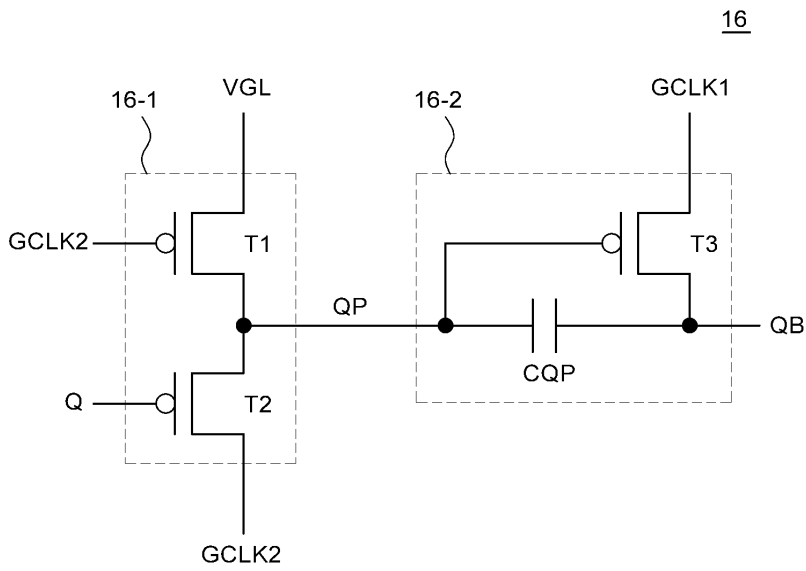 16
VGL
GCLK1
16-1
16-2
GCLK2
T1
T3
QP
QB
CQP
Q
T2
GCLK2